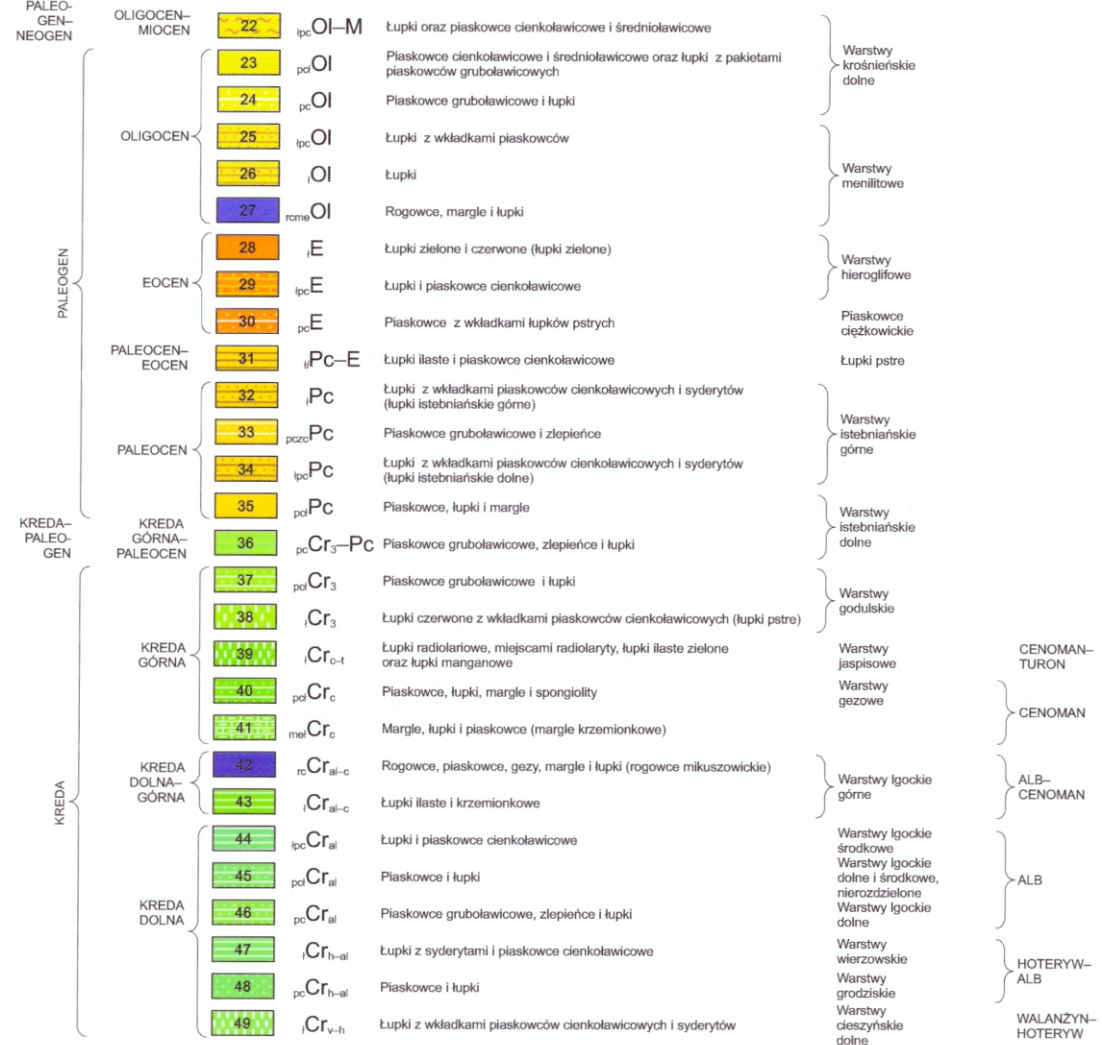 PALEO-
GEN–
NEOGEN
OLIGOCEN–
MIOCEN
22 łpcOl–M Łupki oraz piaskowce cienkoławicowe i średnioławicowe
23 pcłOl Piaskowce cienkoławicowe i średnioławicowe oraz łupki z pakietami
piaskowców gruboławicowych
Warstwy
krośnieńskie
dolne
24 pcOl Piaskowce gruboławicowe i łupki
PALEOGEN
OLIGOCEN
25 łpcOl Łupki z wkładkami piaskowców
26 łOl Łupki
Warstwy
menilitowe
27 rcmeOl Rogowce, margle i łupki
EOCEN
28 łE Łupki zielone i czerwone (łupki zielone)
Warstwy
hieroglifowe
29 łpcE Łupki i piaskowce cienkoławicowe
30 pcE Piaskowce z wkładkami łupków pstrych
Piaskowce
ciężkowickie
PALEOCEN–
EOCEN
31 łiPc–E Łupki ilaste i piaskowce cienkoławicowe
Łupki pstre
PALEOCEN
32 łPc Łupki z wkładkami piaskowców cienkoławicowych i syderytów
(łupki istebniańskie górne)
33 pczcPc Piaskowce gruboławicowe i zlepieńce
Warstwy
istebniańskie
górne
34 łpcPc Łupki z wkładkami piaskowców cienkoławicowych i syderytów
(łupki istebniańskie dolne)
35 pcłPc Piaskowce, łupki i margle
Warstwy
istebniańskie
dolne
KREDA–
PALEO-
GEN
KREDA
GÓRNA–
PALEOCEN
36 pcCr3–Pc Piaskowce gruboławicowe, zlepieńce i łupki
KREDA
KREDA
GÓRNA
37 pcłCr3 Piaskowce gruboławicowe i łupki
Warstwy
godulskie
38 łCr3 Łupki czerwone z wkładkami piaskowców cienkoławicowych (łupki pstre)
39 łCrc–t Łupki radiolariowe, miejscami radiolaryty, łupki ilaste zielone
oraz łupki manganowe
Warstwy
jaspisowe
CENOMAN–
TURON
40 pcłCrc Piaskowce, łupki, margle i spongiolity
Warstwy
gezowe
CENOMAN
41 mełCrc Margle, łupki i piaskowce (margle krzemionkowe)
KREDA
DOLNA–
GÓRNA
42 rcCral–c Rogowce, piaskowce, gezy, margle i łupki (rogowce mikuszowickie)
Warstwy lgockie
górne
ALB–
CENOMAN
43 łCral–c Łupki ilaste i krzemionkowe
KREDA
DOLNA
44 łpcCral Łupki i piaskowce cienkoławicowe
Warstwy lgockie
środkowe
45 pcłCral Piaskowce i łupki
Warstwy lgockie
dolne i środkowe,
nierozdzielone
ALB
46 pcCral Piaskowce gruboławicowe, zlepieńce i łupki
Warstwy lgockie
dolne
47 łCrh–al Łupki z syderytami i piaskowce cienkoławicowe
Warstwy
wierzowskie
HOTERYW–
ALB
48 pcCrh–al Piaskowce i łupki
Warstwy
grodziskie
49 łCrv–h Łupki z wkładkami piaskowców cienkoławicowych i syderytów
Warstwy
cieszyńskie
dolne
WALANŻYN–
HOTERYW